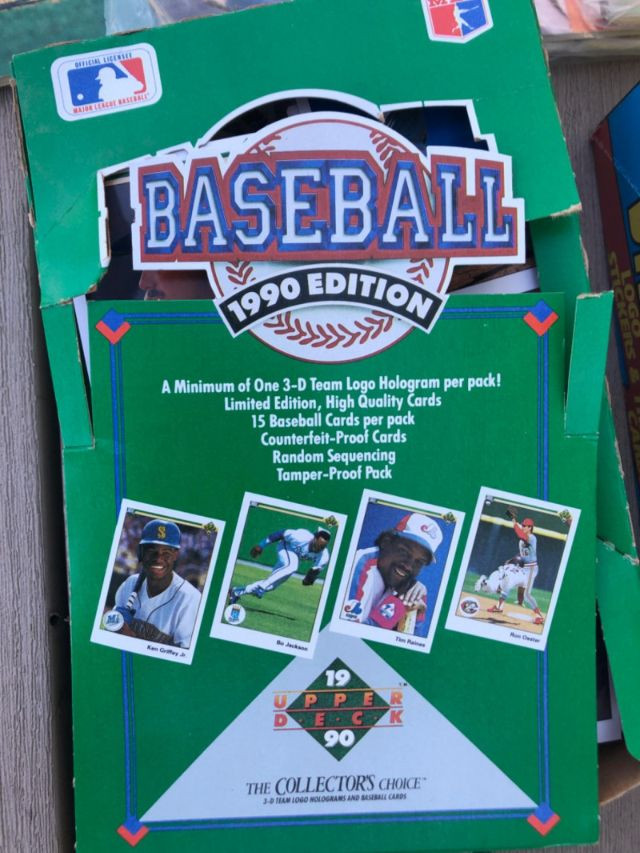 OFFICIAL LICENSEE
MAJOR LEAGUE BASEBALL
BASEBALL
1990 EDITION
A Minimum of One 3-D Team Logo Hologram per pack!
Limited Edition, High Quality Cards
15 Baseball Cards per pack
Counterfeit-Proof Cards
Random Sequencing
Tamper-Proof Pack
Ken Griffey Jr.
Bo Jackson
Tim Raines
Ron Oester
19
UPPER
D·E·C·K
90
THE COLLECTOR'S CHOICE™
3-D TEAM LOGO HOLOGRAMS AND BASEBALL CARDS